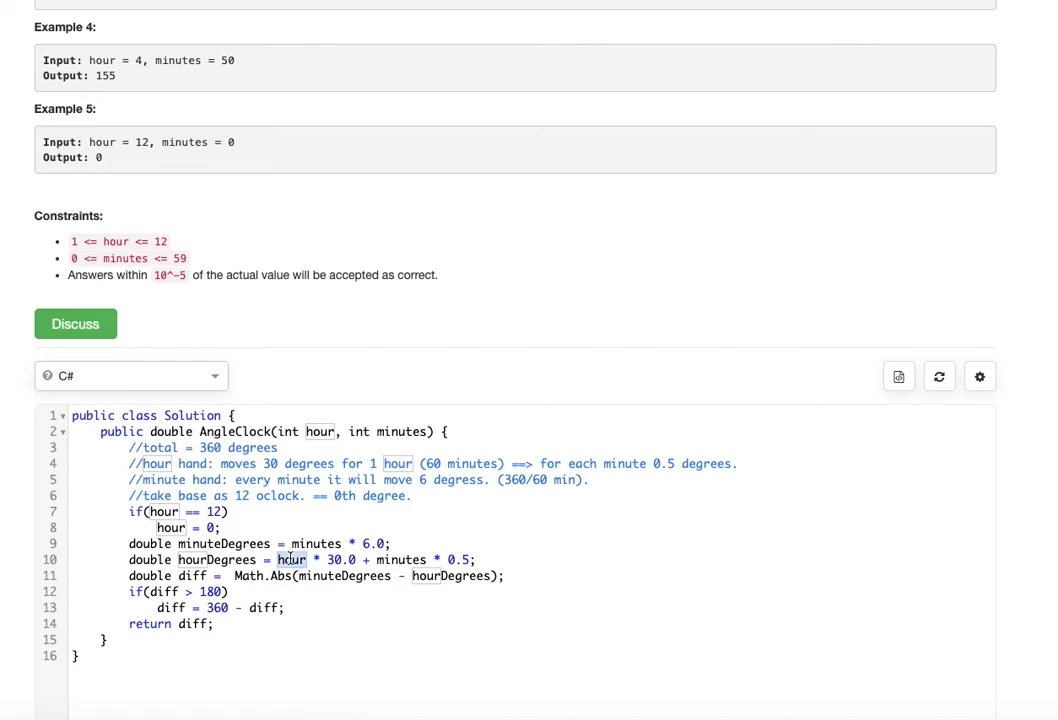 Example 4:
Input: hour = 4, minutes = 50
Output: 155
Example 5:
Input: hour = 12, minutes = 0
Output: 0
Constraints:
• 1 <= hour <= 12
• 0 <= minutes <= 59
• Answers within 10^-5 of the actual value will be accepted as correct.
Discuss
C#
1 public class Solution {
2 public double AngleClock(int hour, int minutes) {
3 //total = 360 degrees
4 //hour hand: moves 30 degrees for 1 hour (60 minutes) ==> for each minute 0.5 degrees.
5 //minute hand: every minute it will move 6 degress. (360/60 min).
6 //take base as 12 oclock. == 0th degree.
7 if(hour == 12)
8 hour = 0;
9 double minuteDegrees = minutes * 6.0;
10 double hourDegrees = hour * 30.0 + minutes * 0.5;
11 double diff =  Math.Abs(minuteDegrees - hourDegrees);
12 if(diff > 180)
13 diff = 360 - diff;
14 return diff;
15 }
16 }